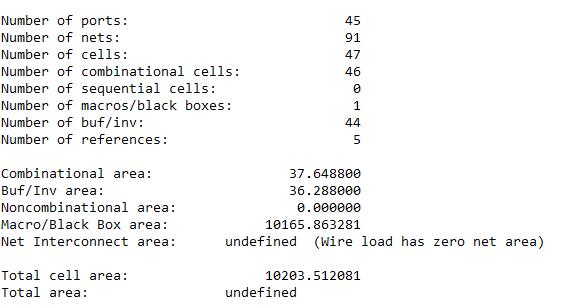 Number of ports: 45
Number of nets: 91
Number of cells: 47
Number of combinational cells: 46
Number of sequential cells: 0
Number of macros/black boxes: 1
Number of buf/inv: 44
Number of references: 5
Combinational area: 37.648800
Buf/Inv area: 36.288000
Noncombinational area: 0.000000
Macro/Black Box area: 10165.863281
Net Interconnect area: undefined (Wire load has zero net area)
Total cell area: 10203.512081
Total area: undefined